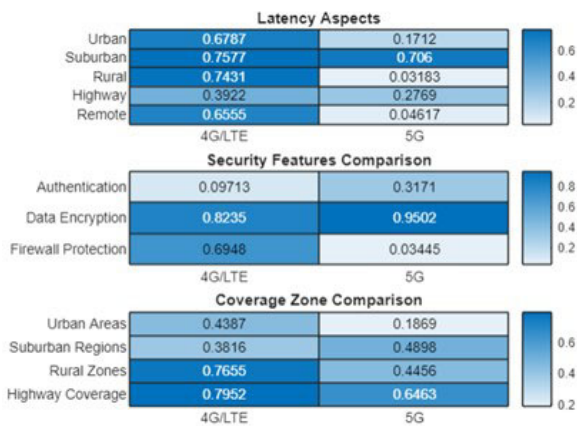 Latency Aspects
Urban 0.6787 0.1712
Suburban 0.7577 0.706
Rural 0.7431 0.03183
Highway 0.3922 0.2769
Remote 0.6555 0.04617
4G/LTE 5G
0.6
0.4
0.2
Security Features Comparison
Authentication 0.09713 0.3171
Data Encryption 0.8235 0.9502
Firewall Protection 0.6948 0.03445
4G/LTE 5G
0.8
0.6
0.4
0.2
Coverage Zone Comparison
Urban Areas 0.4387 0.1869
Suburban Regions 0.3816 0.4898
Rural Zones 0.7655 0.4456
Highway Coverage 0.7952 0.6463
4G/LTE 5G
0.6
0.4
0.2